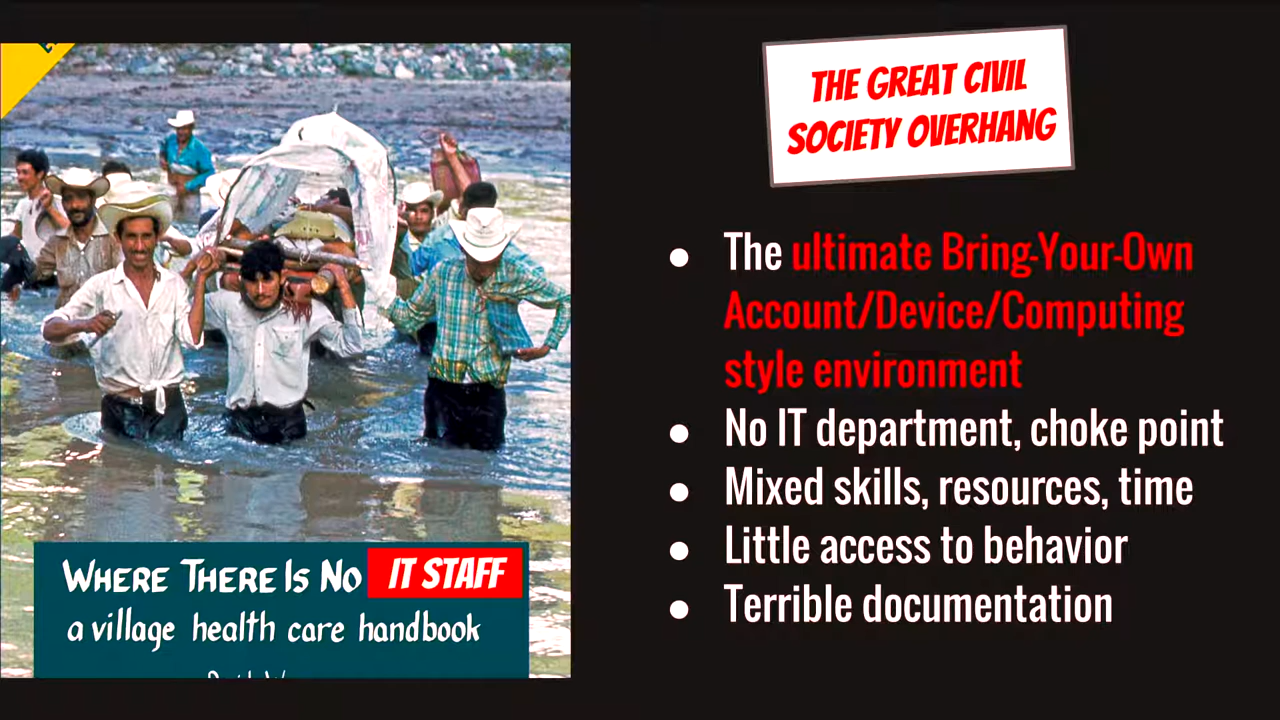 THE GREAT CIVIL
SOCIETY OVERHANG
● The ultimate Bring-Your-Own
Account/Device/Computing
style environment
● No IT department, choke point
● Mixed skills, resources, time
● Little access to behavior
● Terrible documentation
WHERE THERE IS NO IT STAFF
a village health care handbook